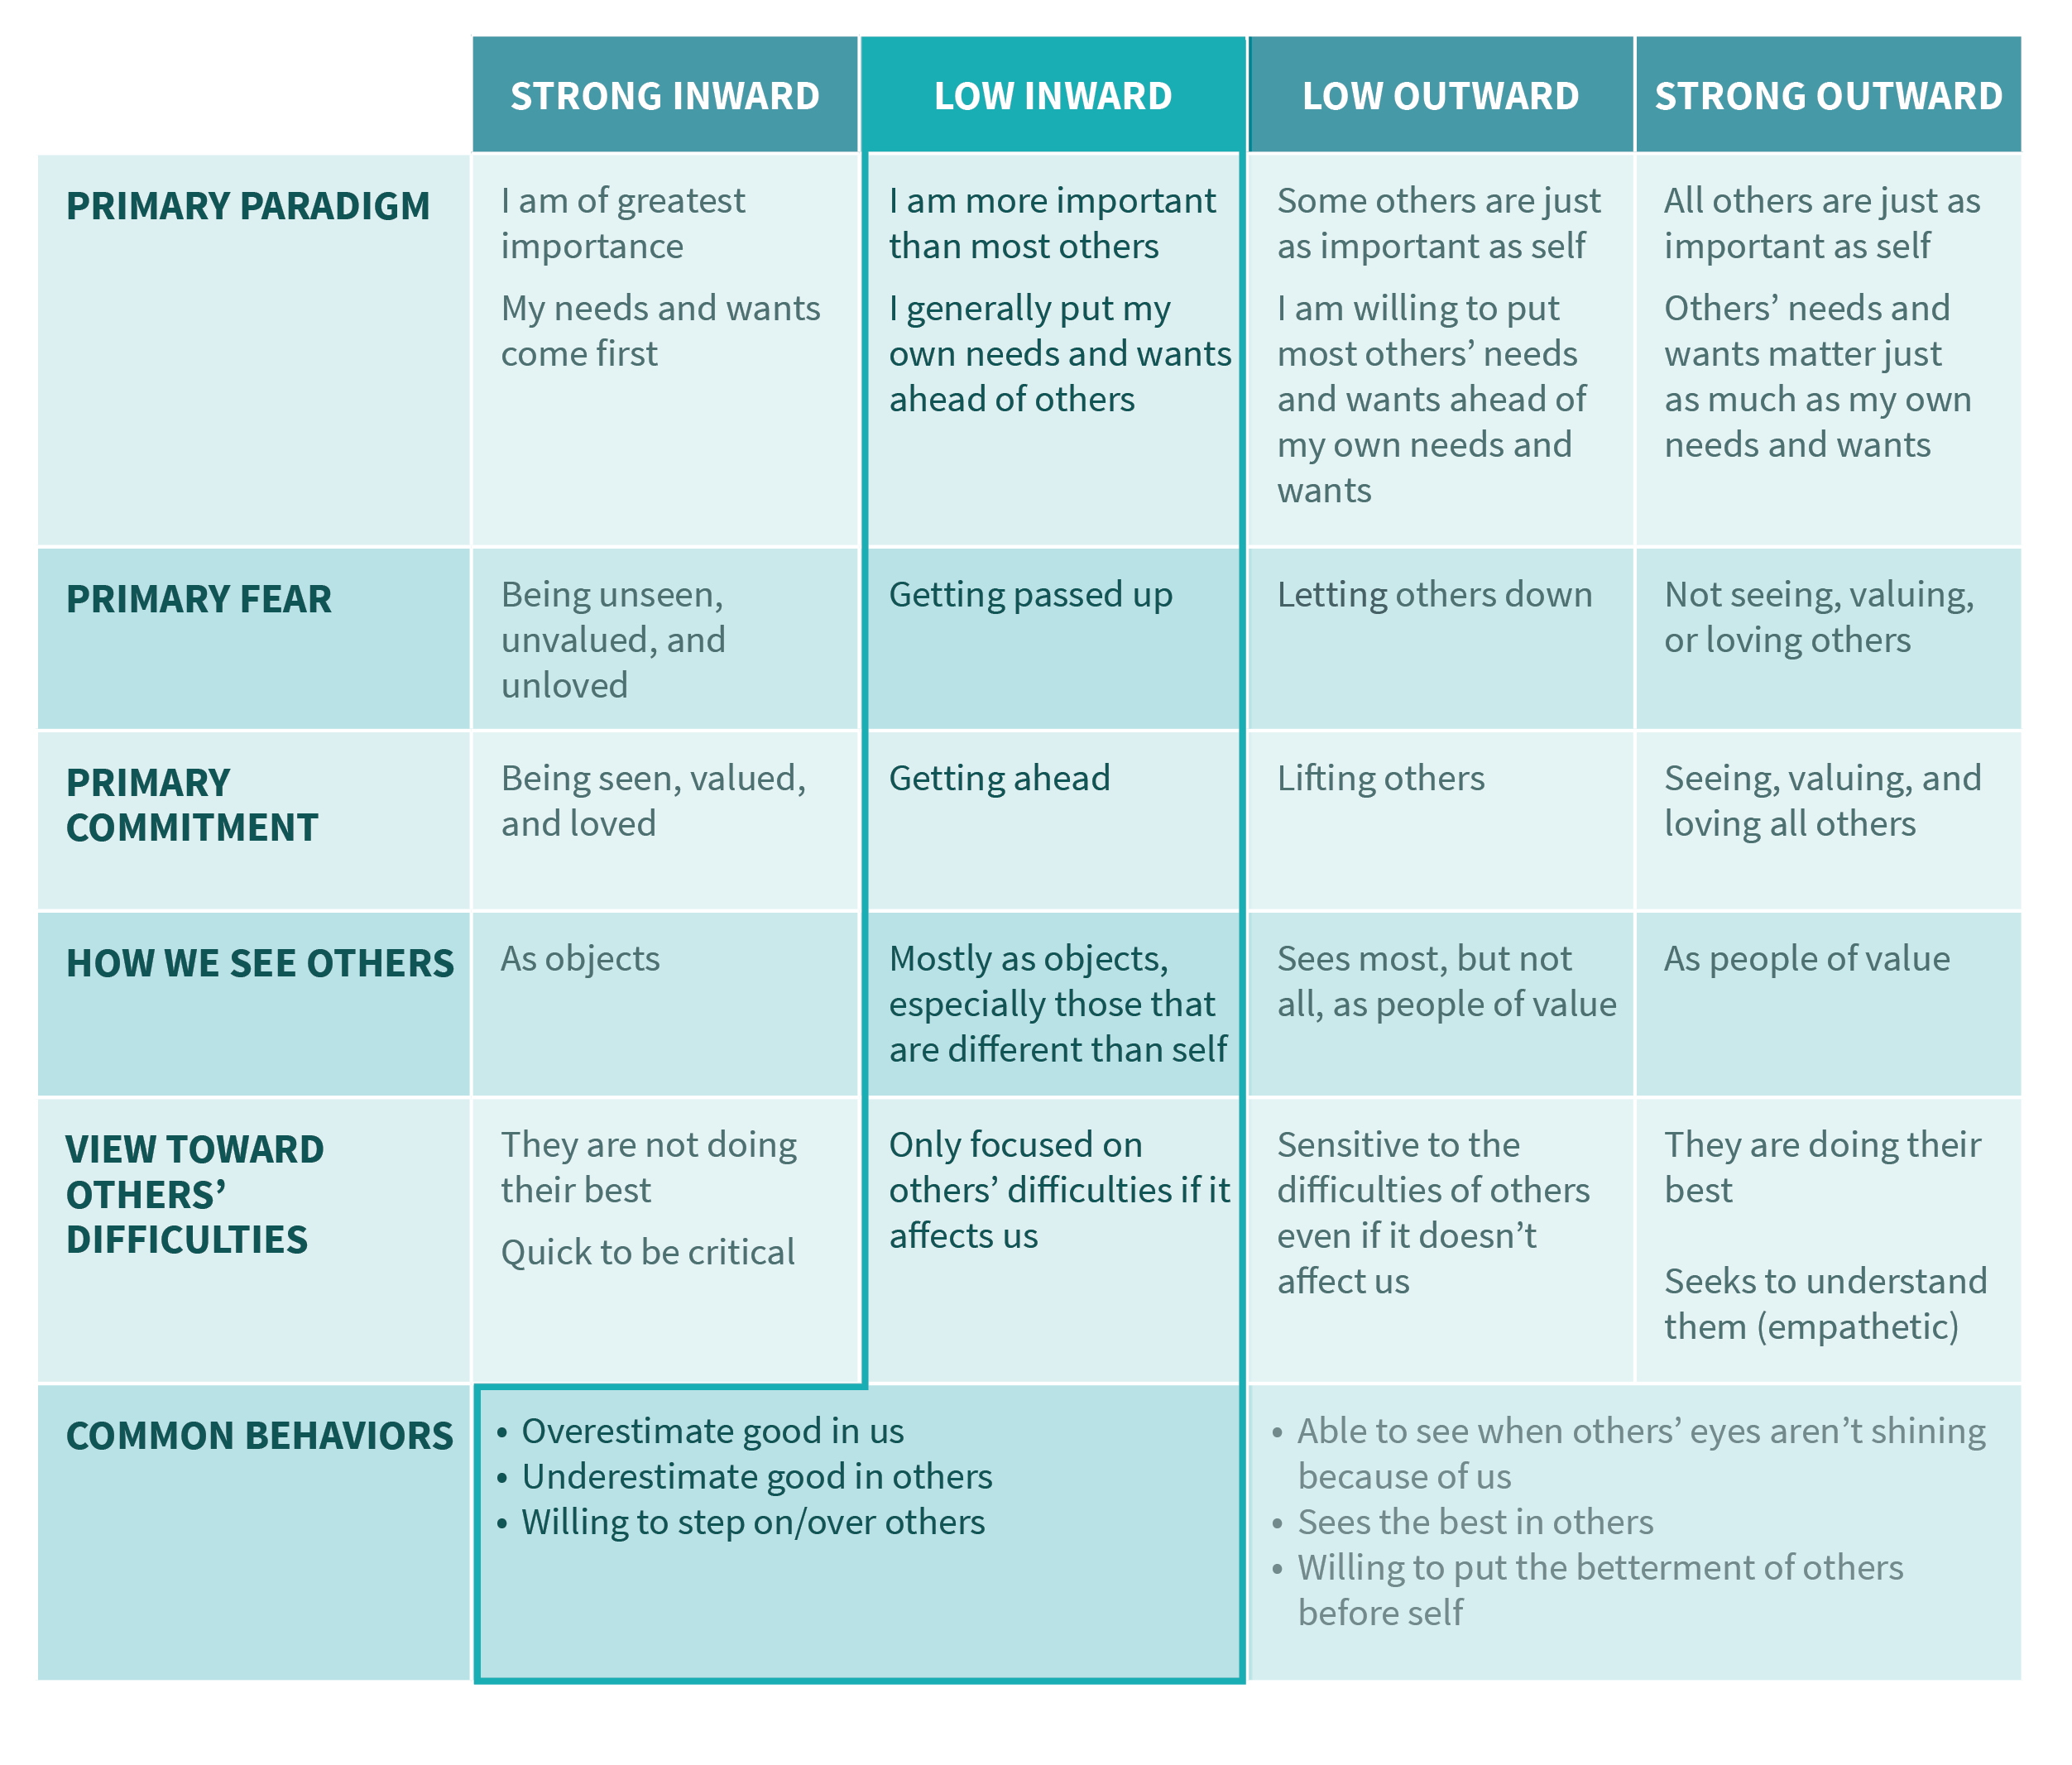 STRONG INWARD
LOW INWARD
LOW OUTWARD
STRONG OUTWARD
PRIMARY PARADIGM
I am of greatest
importance
My needs and wants
come first
I am more important
than most others
I generally put my
own needs and wants
ahead of others
Some others are just
as important as self
I am willing to put
most others’ needs
and wants ahead of
my own needs and
wants
All others are just as
important as self
Others’ needs and
wants matter just
as much as my own
needs and wants
PRIMARY FEAR
Being unseen,
unvalued, and
unloved
Getting passed up
Letting others down
Not seeing, valuing,
or loving others
PRIMARY
COMMITMENT
Being seen, valued,
and loved
Getting ahead
Lifting others
Seeing, valuing, and
loving all others
HOW WE SEE OTHERS
As objects
Mostly as objects,
especially those that
are different than self
Sees most, but not
all, as people of value
As people of value
VIEW TOWARD
OTHERS’
DIFFICULTIES
They are not doing
their best
Quick to be critical
Only focused on
others’ difficulties if it
affects us
Sensitive to the
difficulties of others
even if it doesn’t
affect us
They are doing their
best
Seeks to understand
them (empathetic)
COMMON BEHAVIORS
• Overestimate good in us
• Underestimate good in others
• Willing to step on/over others
• Able to see when others’ eyes aren’t shining
because of us
• Sees the best in others
• Willing to put the betterment of others
before self